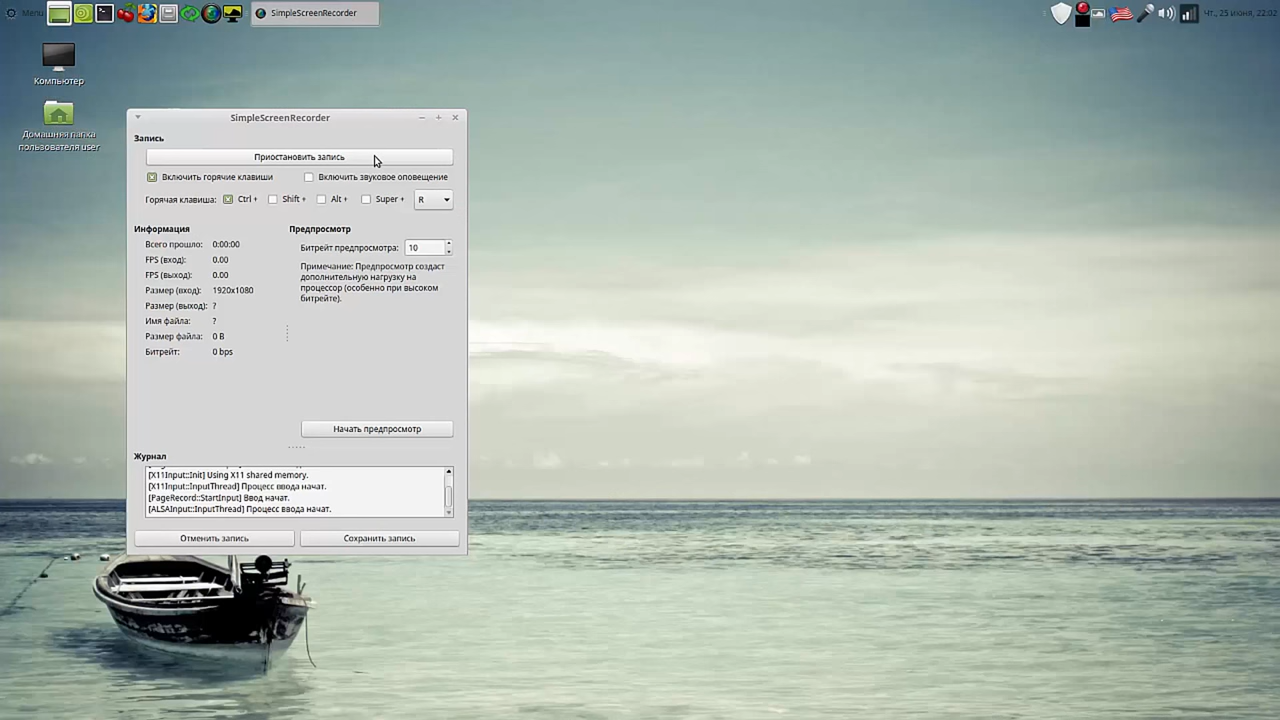 Menu
SimpleScreenRecorder
Чт, 25 июня, 22:02
Компьютер
Домашняя папка
пользователя user
SimpleScreenRecorder
Запись
Приостановить запись
Включить горячие клавиши
Включить звуковое оповещение
Горячая клавиша:
Ctrl +
Shift +
Alt +
Super +
R
Информация
Всего прошло: 0:00:00
FPS (вход): 0.00
FPS (выход): 0.00
Размер (вход): 1920x1080
Размер (выход): ?
Имя файла: ?
Размер файла: 0 B
Битрейт: 0 bps
Предпросмотр
Битрейт предпросмотра: 10
Примечание: Предпросмотр создаст
дополнительную нагрузку на
процессор (особенно при высоком
битрейте).
Начать предпросмотр
Журнал
[X11Input::Init] Using X11 shared memory.
[X11Input::InputThread] Процесс ввода начат.
[PageRecord::StartInput] Ввод начат.
[ALSAInput::InputThread] Процесс ввода начат.
Отменить запись
Сохранить запись